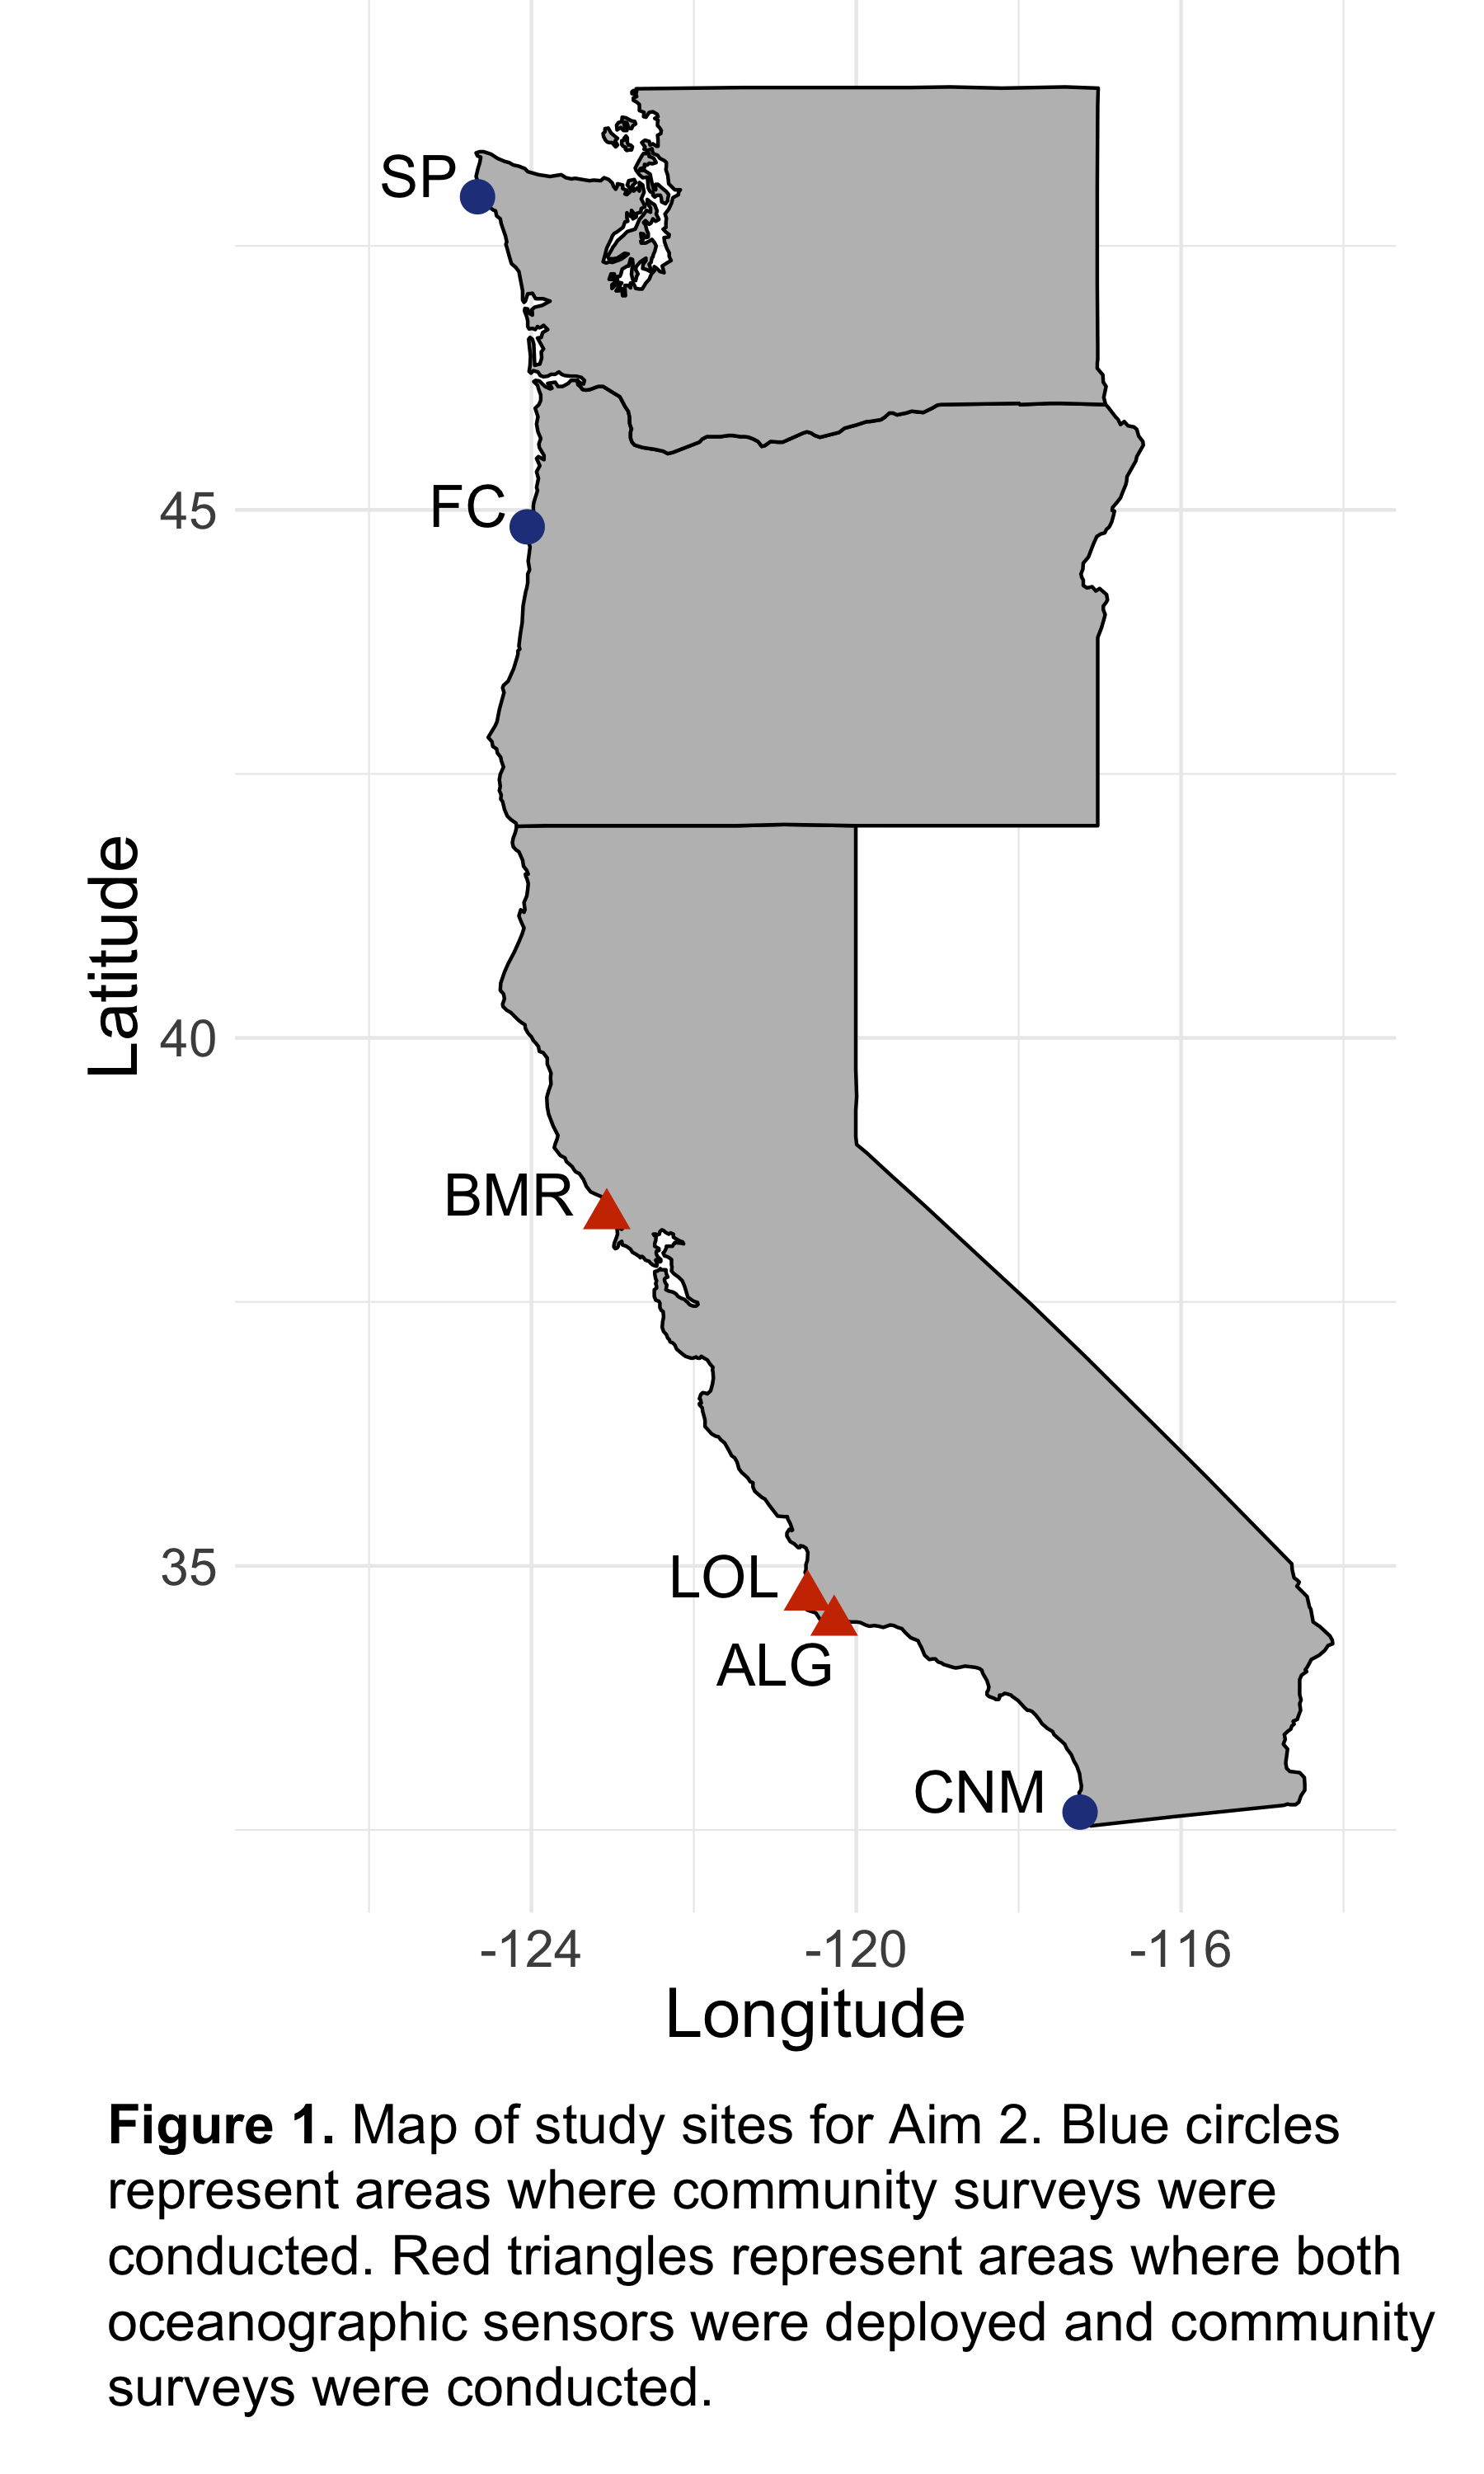 SP
FC
45
Latitude
40
BMR
LOL
35
ALG
CNM
-124 -120 -116
Longitude
Figure 1. Map of study sites for Aim 2. Blue circles
represent areas where community surveys were
conducted. Red triangles represent areas where both
oceanographic sensors were deployed and community
surveys were conducted.